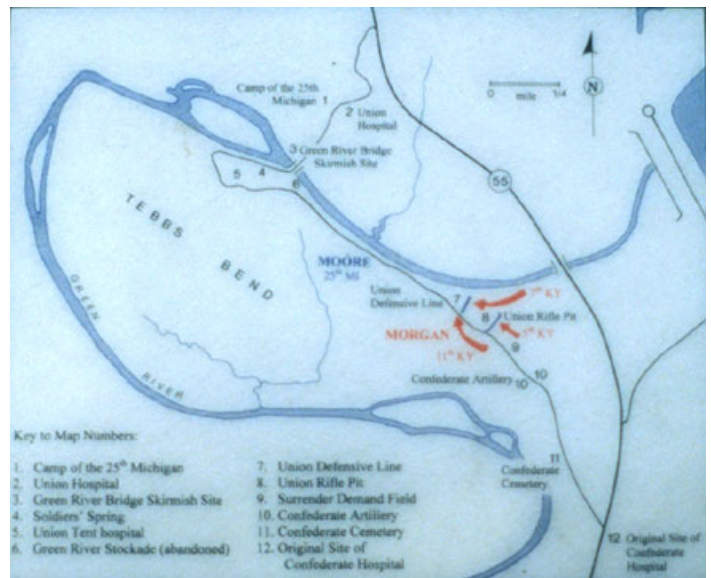 Camp of the 25th
Michigan 1
2 Union
Hospital
3 Green River Bridge
Skirmish Site
0 mile 1/4
N
55
5 4
6
TEBBS
BEND
MOORE
25th MI
GREEN
RIVER
Union
Defensive Line 7
7th KY
8 Union Rifle Pit
MORGAN
5th KY
11th KY
9
Confederate Artillery 10
10
11
Confederate
Cemetery
12 Original Site of
Confederate
Hospital
Key to Map Numbers:
1. Camp of the 25th Michigan
2. Union Hospital
3. Green River Bridge Skirmish Site
4. Soldiers' Spring
5. Union Tent hospital
6. Green River Stockade (abandoned)
7. Union Defensive Line
8. Union Rifle Pit
9. Surrender Demand Field
10. Confederate Artillery
11. Confederate Cemetery
12. Original Site of
Confederate Hospital